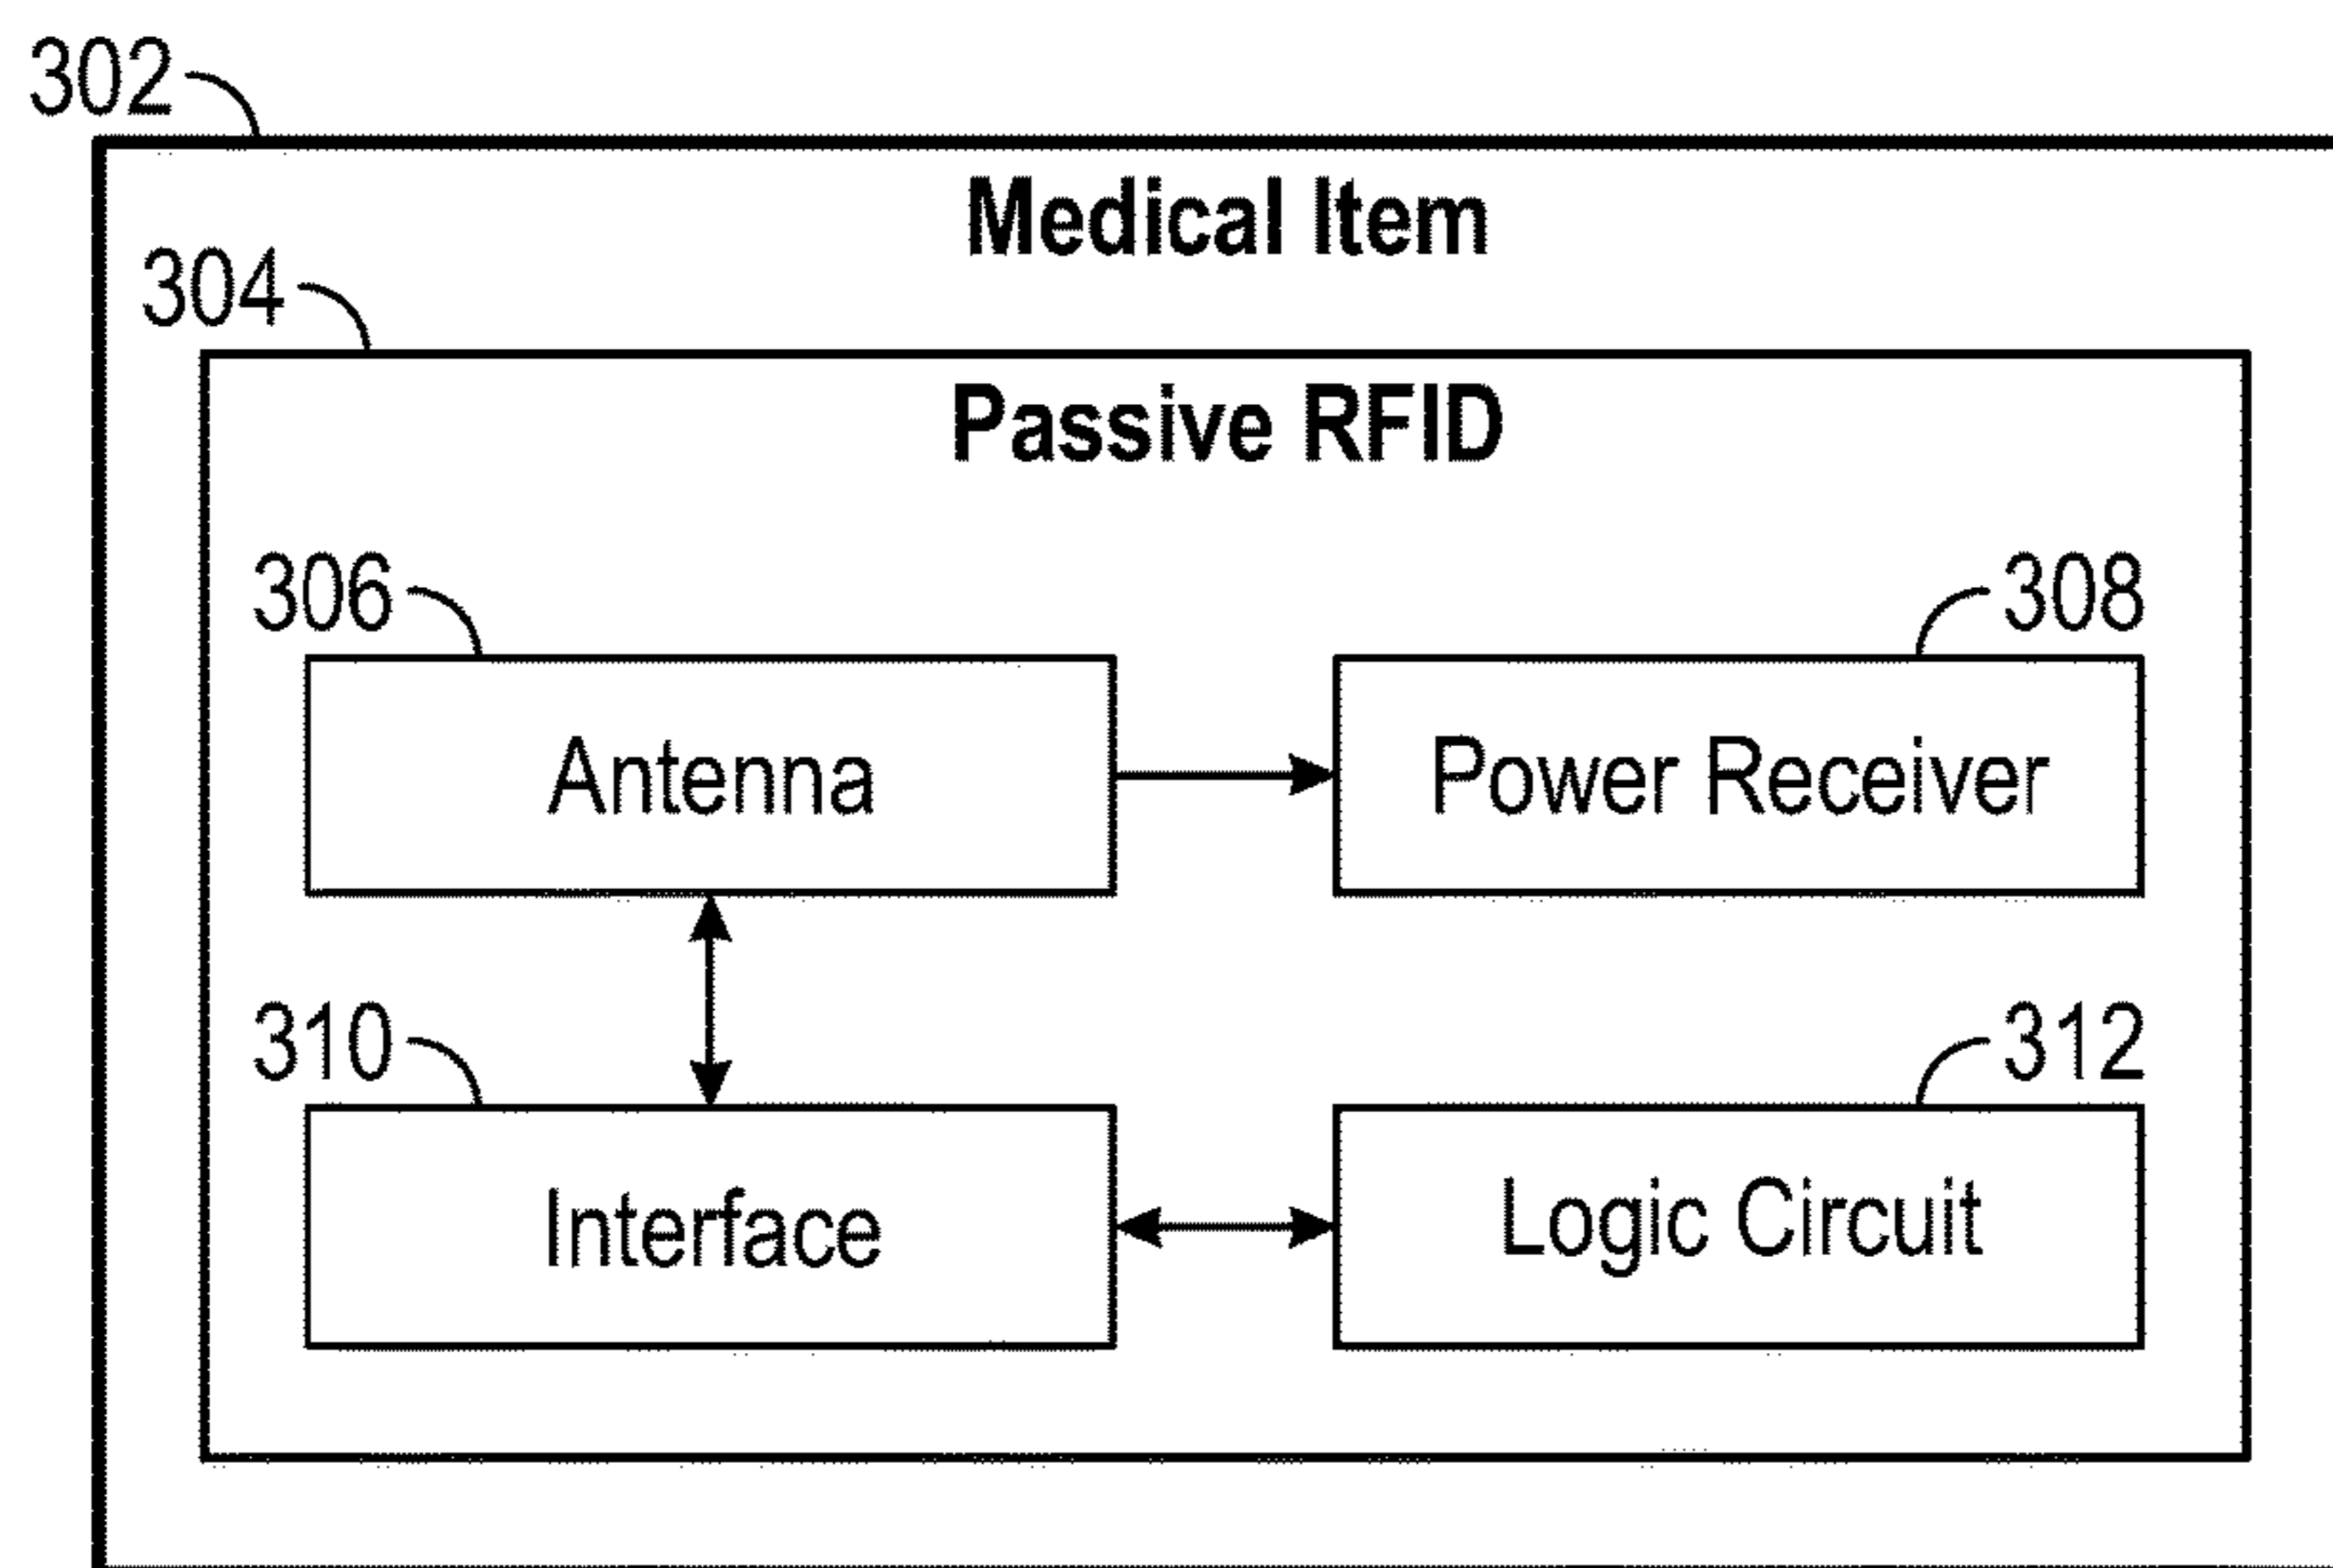 302
Medical Item
304
Passive RFID
306
308
Antenna
Power Receiver
310
312
Interface
Logic Circuit